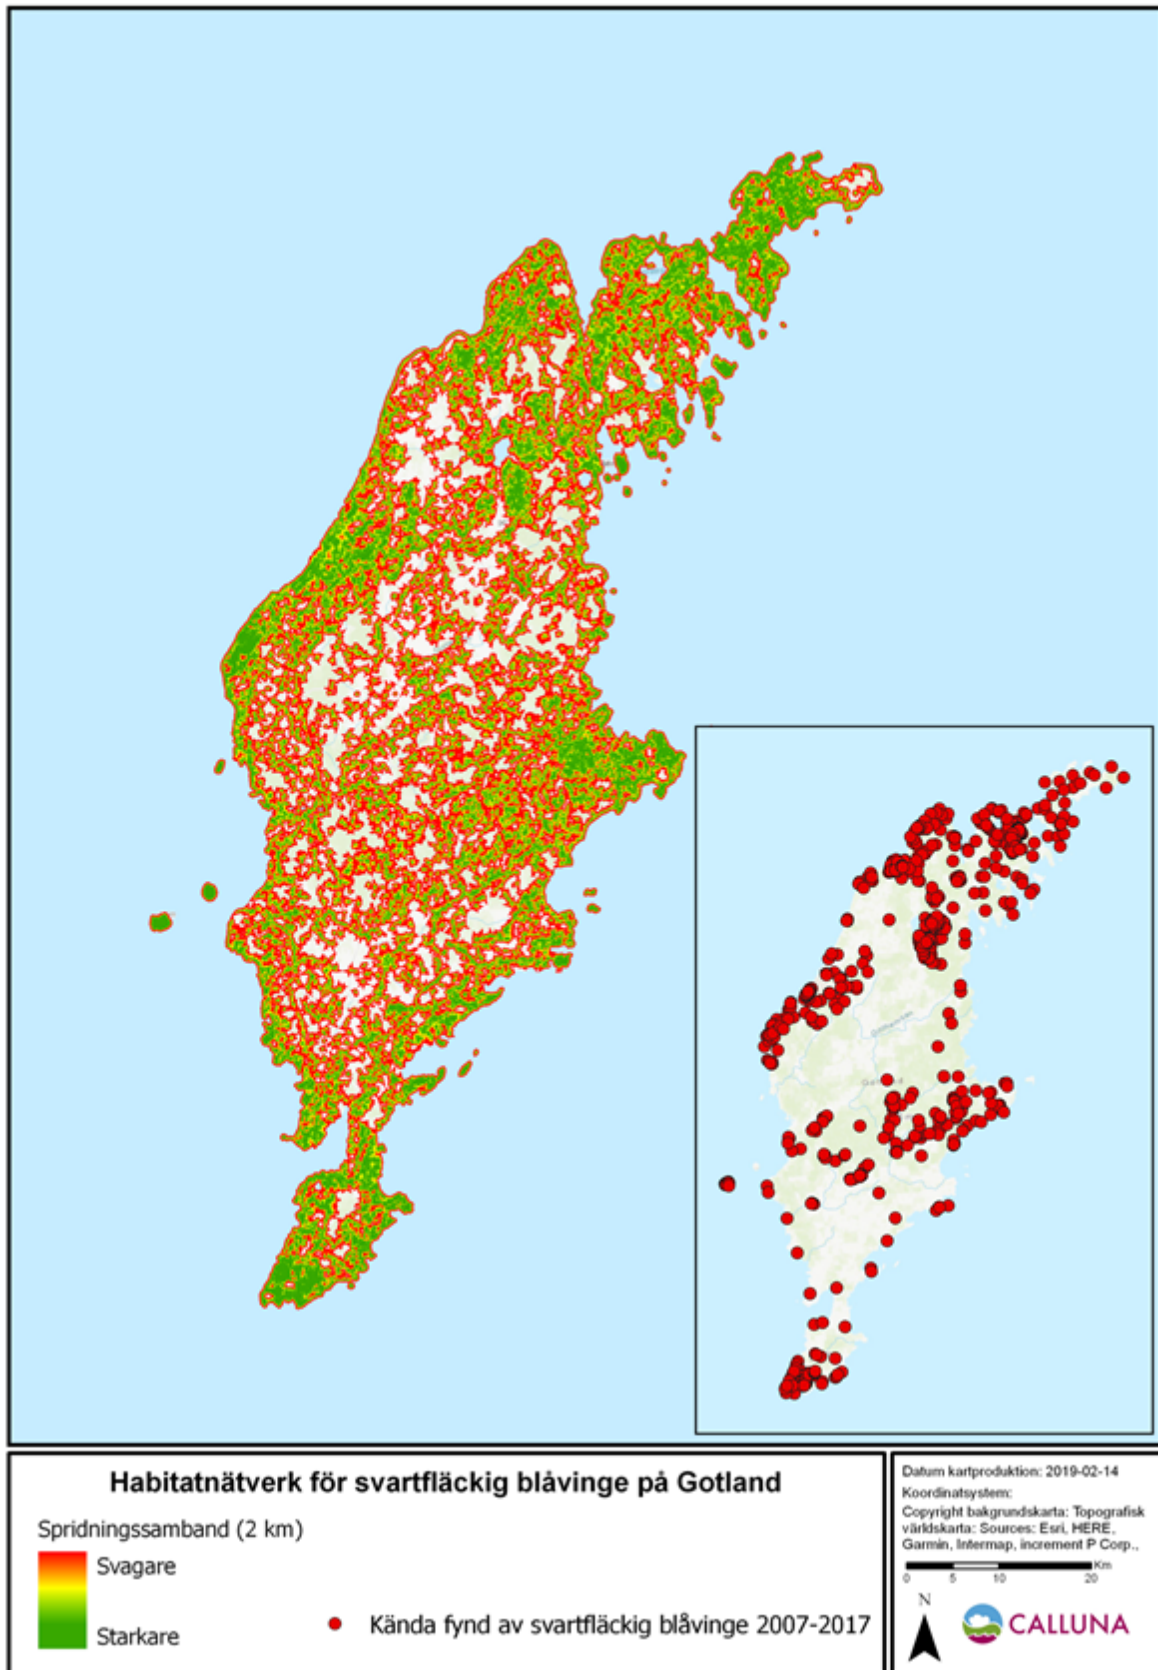 Habitatnätverk för svartfläckig blåvinge på Gotland
Spridningssamband (2 km)
Svagare
Starkare
Kända fynd av svartfläckig blåvinge 2007-2017
Datum kartproduktion: 2019-02-14
Koordinatsystem:
Copyright bakgrundskarta: Topografisk
världskarta: Sources: Esri, HERE,
Garmin, Intermap, increment P Corp.,
Km
0 5 10 20
N
CALLUNA